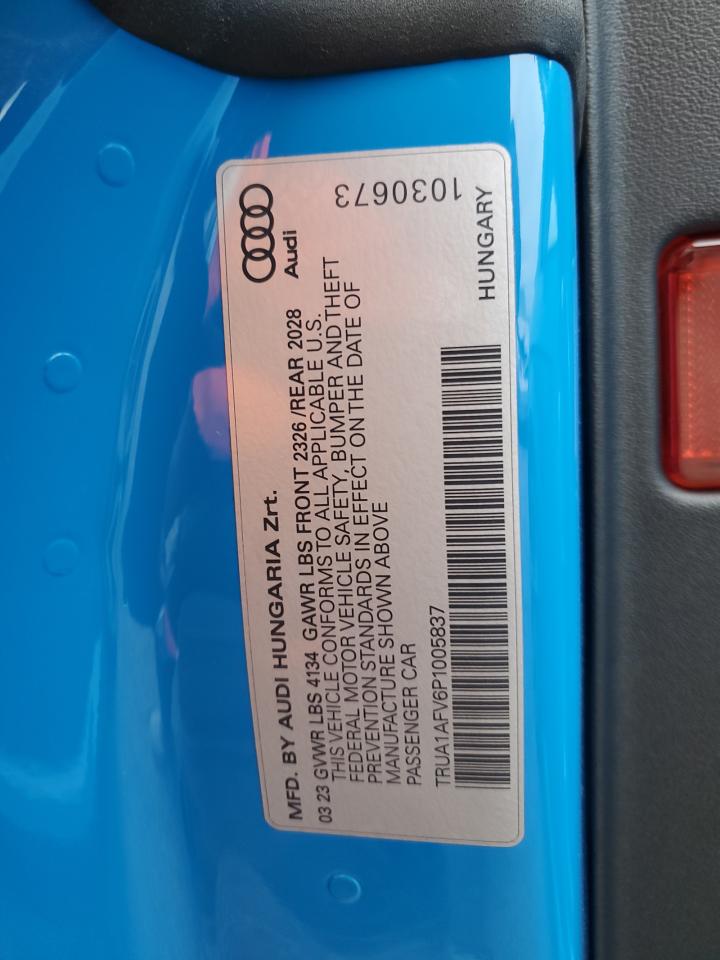 Audi
1030673
MFD. BY AUDI HUNGARIA Zrt.
03 23 GVWR LBS 4134 GAWR LBS FRONT 2326 /REAR 2028
THIS VEHICLE CONFORMS TO ALL APPLICABLE U.S.
FEDERAL MOTOR VEHICLE SAFETY, BUMPER AND THEFT
PREVENTION STANDARDS IN EFFECT ON THE DATE OF
MANUFACTURE SHOWN ABOVE
PASSENGER CAR
TRUA1AFV6P1005837
HUNGARY